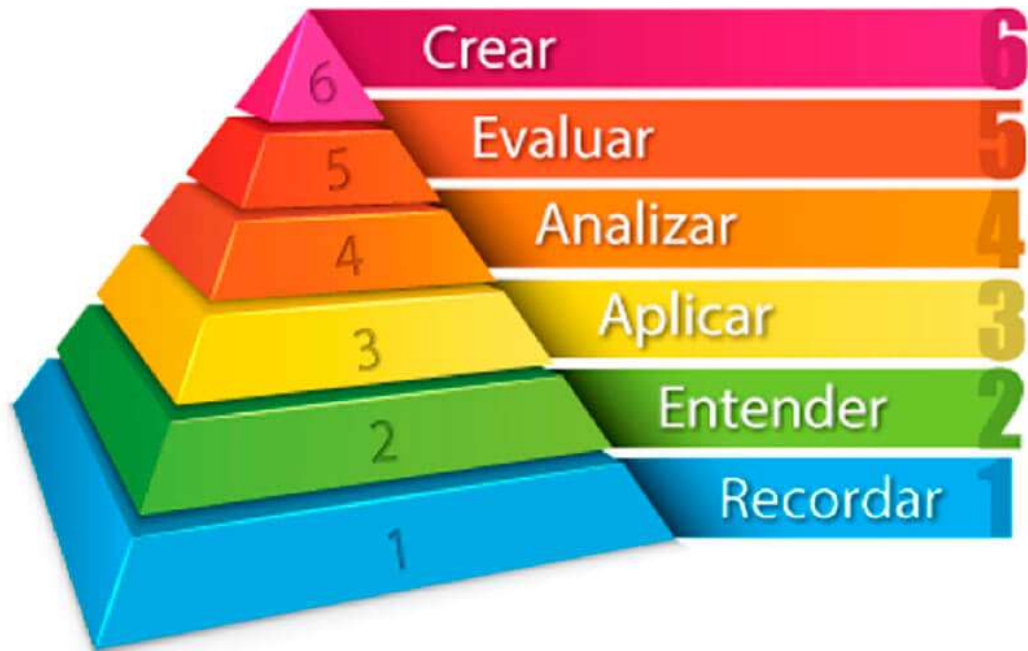 6 Crear 6
5 Evaluar 5
4 Analizar 4
3 Aplicar 3
2 Entender 2
1 Recordar 1